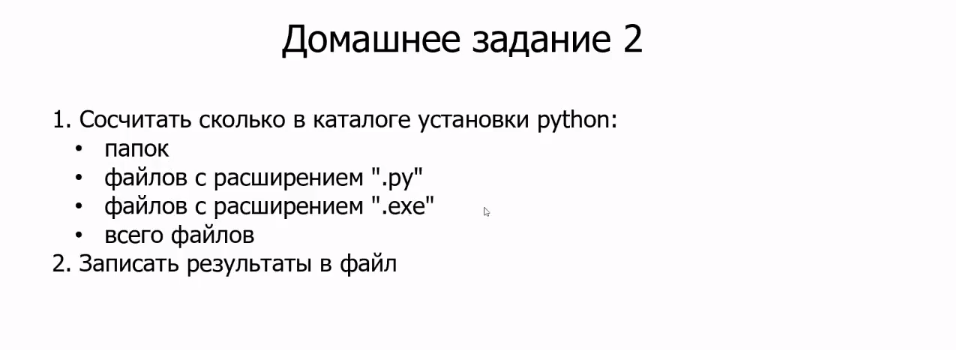 Домашнее задание 2
1. Сосчитать сколько в каталоге установки python:
• папок
• файлов с расширением ".py"
• файлов с расширением ".exe"
• всего файлов
2. Записать результаты в файл